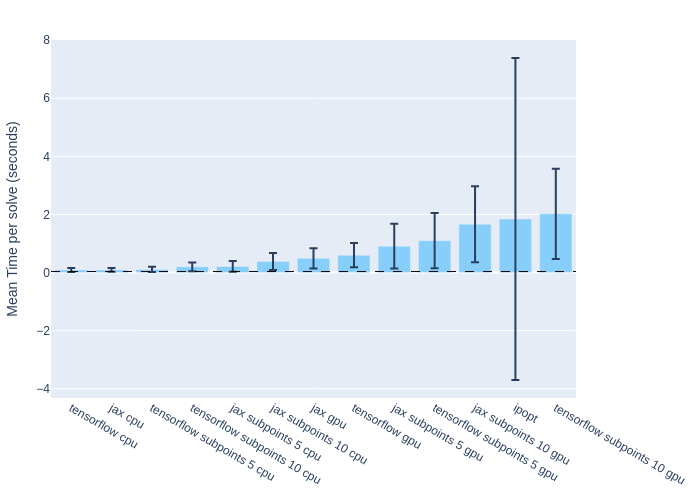 Mean Time per solve (seconds)
8
6
4
2
0
−2
−4
tensorflow cpu
jax cpu
tensorflow subpoints 5 cpu
tensorflow subpoints 10 cpu
jax subpoints 5 cpu
jax subpoints 10 cpu
jax gpu
tensorflow gpu
jax subpoints 5 gpu
tensorflow subpoints 5 gpu
jax subpoints 10 gpu
Ipopt
tensorflow subpoints 10 gpu